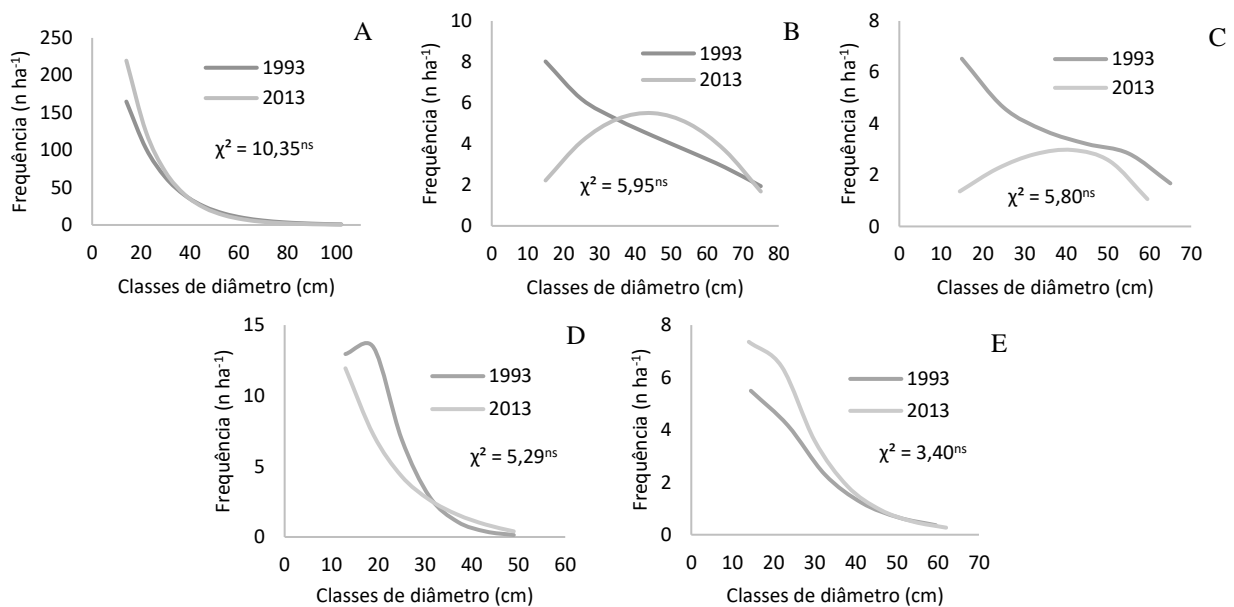 A
250
200
150
100
50
0
Frequência (n ha⁻¹)
1993
2013
χ² = 10,35ⁿˢ
0 20 40 60 80 100
Classes de diâmetro (cm)
B
10
8
6
4
2
0
Frequência (n ha⁻¹)
1993
2013
χ² = 5,95ⁿˢ
0 10 20 30 40 50 60 70 80
Classes de diâmetro (cm)
C
8
6
4
2
0
Frequência (n ha⁻¹)
1993
2013
χ² = 5,80ⁿˢ
0 10 20 30 40 50 60 70
Classes de diâmetro (cm)
D
15
10
5
0
Frequência (n ha⁻¹)
1993
2013
χ² = 5,29ⁿˢ
0 10 20 30 40 50 60
Classes de diâmetro (cm)
E
8
6
4
2
0
Frequência (n ha⁻¹)
1993
2013
χ² = 3,40ⁿˢ
0 10 20 30 40 50 60 70
Classes de diâmetro (cm)